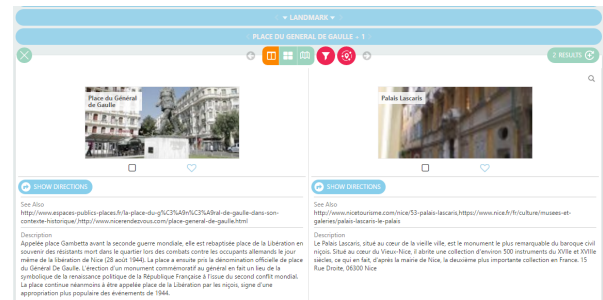 ▾ LANDMARK ▾
PLACE DU GENERAL DE GAULLE + 1
2 RESULTS
Place du Général
de Gaulle
Palais Lascaris
SHOW DIRECTIONS
See Also
http://www.espaces-publics-places.fr/la-place-du-g%C3%A9n%C3%A9ral-de-gaulle-dans-son-
contexte-historique/,http://www.nicerendezvous.com/place-general-de-gaulle.html
Description
Appelée place Gambetta avant la seconde guerre mondiale, elle est rebaptisée place de la Libération en
souvenir des résistants mort dans le quartier lors des combats contre les occupants allemands le jour
même de la libération de Nice (28 août 1944). La place a ensuite pris la dénomination officielle de place
du Général De Gaulle. L'érection d'un monument commémoratif au général en fait un lieu de la
symbolique de la renaissance politique de la République Française à l'issue du second conflit mondial.
La place continue néanmoins à être appelée place de la Libération par les niçois, signe d'une
appropriation plus populaire des événements de 1944.
SHOW DIRECTIONS
See Also
http://www.nicetourisme.com/nice/53-palais-lascaris,https://www.nice.fr/fr/culture/musees-et-
galeries/palais-lascaris-le-palais
Description
Le Palais Lascaris, situé au cœur de la vieille ville, est le monument le plus remarquable du baroque civil
niçois. Situé au cœur du Vieux-Nice, il abrite une collection d'environ 500 instruments du XVIIe et XVIIIe
siècles, ce qui en fait, d'après la mairie de Nice, la deuxième plus importante collection en France. 15
Rue Droite, 06300 Nice